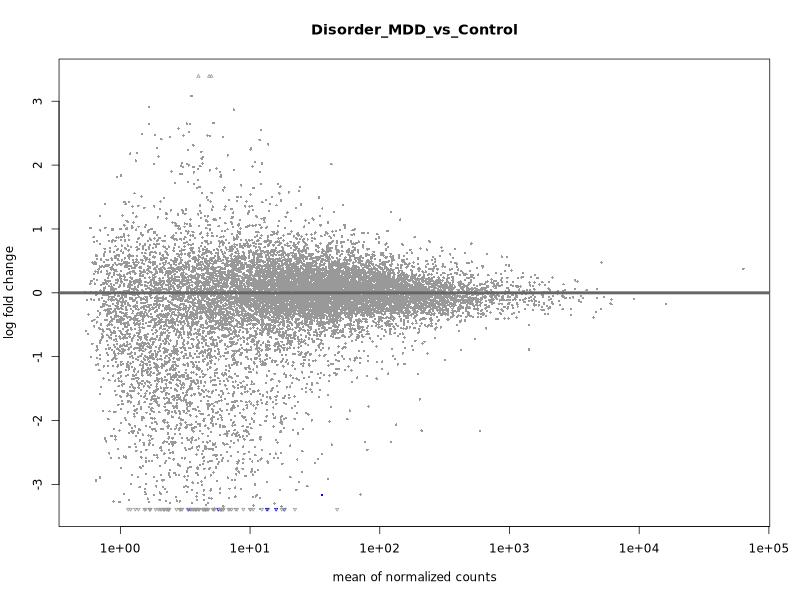 Disorder_MDD_vs_Control
log fold change
3
2
1
0
-1
-2
-3
1e+00 1e+01 1e+02 1e+03 1e+04 1e+05
mean of normalized counts